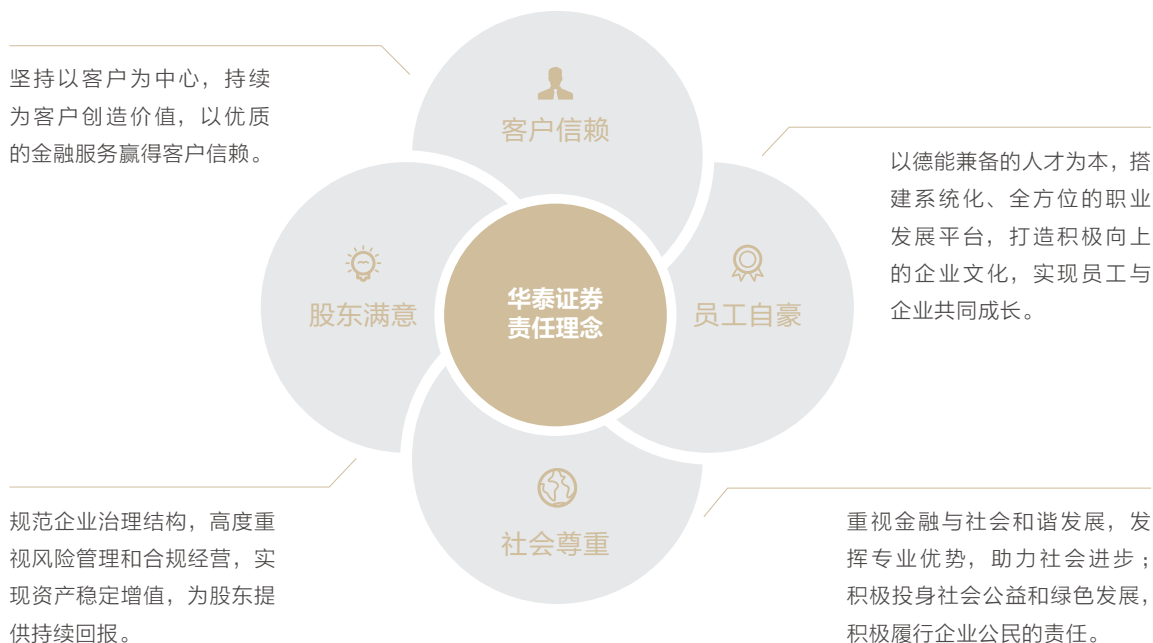 坚持以客户为中心，持续
为客户创造价值，以优质
的金融服务赢得客户信赖。
客户信赖
以德能兼备的人才为本，搭
建系统化、全方位的职业
发展平台，打造积极向上
的企业文化，实现员工与
企业共同成长。
股东满意
华泰证券
责任理念
员工自豪
社会尊重
规范企业治理结构，高度重
视风险管理和合规经营，实
现资产稳定增值，为股东提
供持续回报。
重视金融与社会和谐发展，发
挥专业优势，助力社会进步；
积极投身社会公益和绿色发展，
积极履行企业公民的责任。